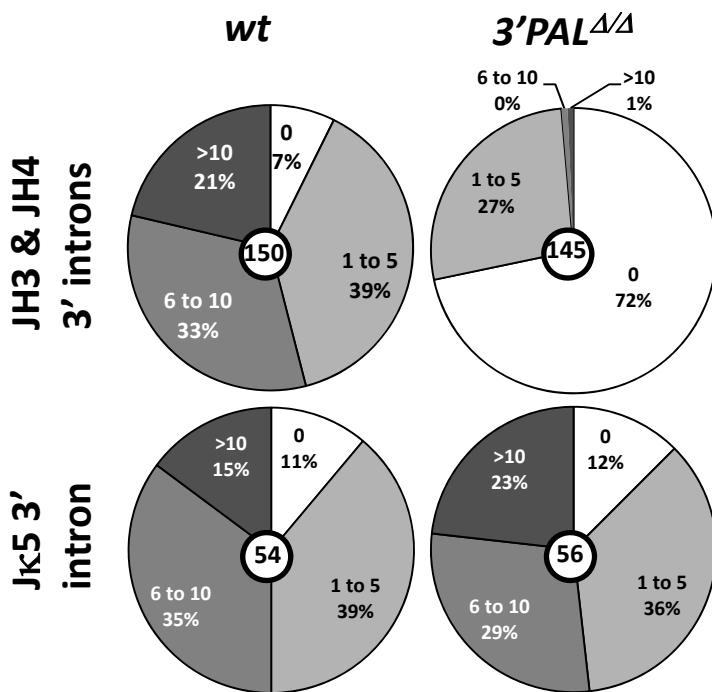 wt
3'PAL^Δ/Δ
JH3 & JH4
3' introns
0
7%
1 to 5
39%
6 to 10
33%
>10
21%
150
6 to 10
0%
>10
1%
1 to 5
27%
0
72%
145
Jκ5 3'
intron
0
11%
1 to 5
39%
6 to 10
35%
>10
15%
54
0
12%
1 to 5
36%
6 to 10
29%
>10
23%
56